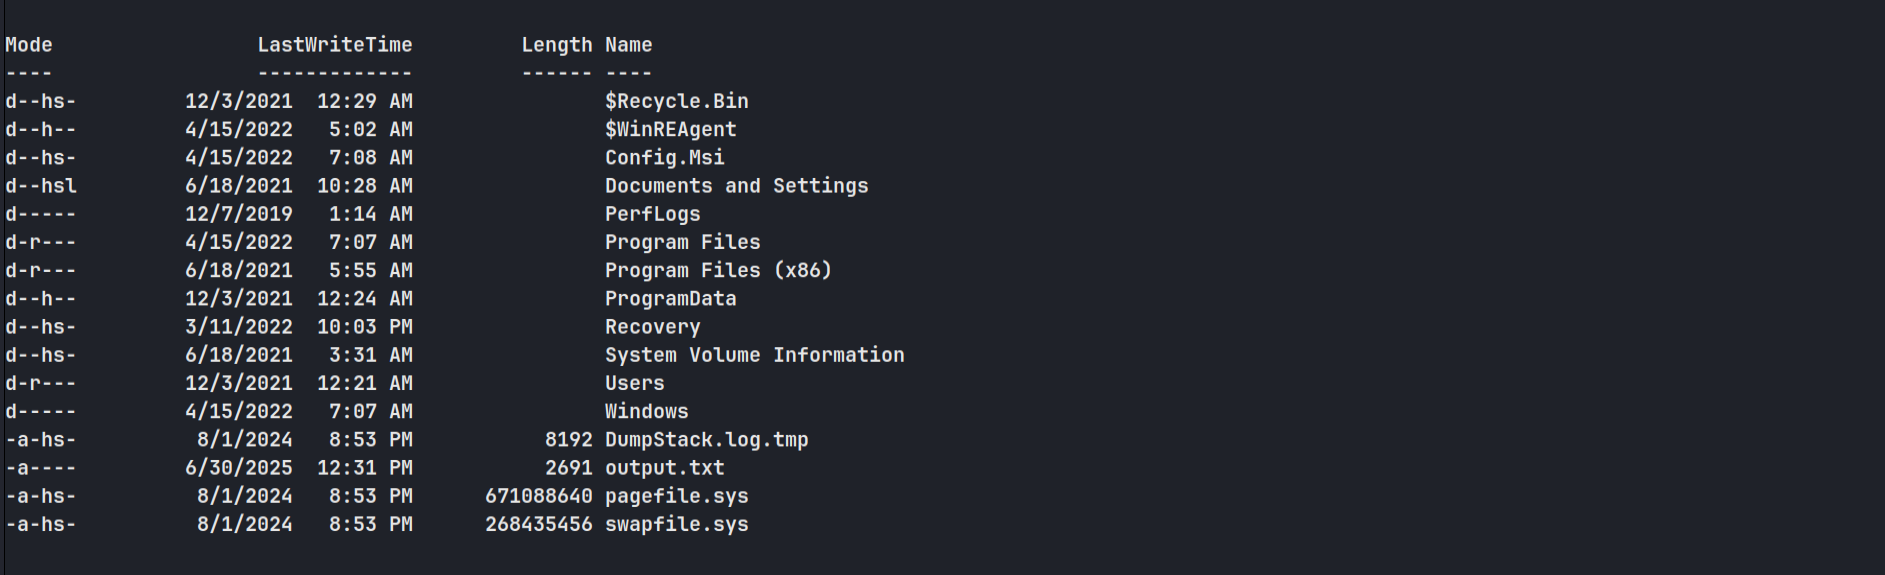 Mode                 LastWriteTime         Length Name
----                 -------------         ------ ----
d--hs-         12/3/2021  12:29 AM                $Recycle.Bin
d--h--         4/15/2022   5:02 AM                $WinREAgent
d--hs-         4/15/2022   7:08 AM                Config.Msi
d--hsl         6/18/2021  10:28 AM                Documents and Settings
d-----         12/7/2019   1:14 AM                PerfLogs
d-r---         4/15/2022   7:07 AM                Program Files
d-r---         6/18/2021   5:55 AM                Program Files (x86)
d--h--         12/3/2021  12:24 AM                ProgramData
d--hs-         3/11/2022  10:03 PM                Recovery
d--hs-         6/18/2021   3:31 AM                System Volume Information
d-r---         12/3/2021  12:21 AM                Users
d-----         4/15/2022   7:07 AM                Windows
-a-hs-          8/1/2024   8:53 PM           8192 DumpStack.log.tmp
-a----         6/30/2025  12:31 PM           2691 output.txt
-a-hs-          8/1/2024   8:53 PM      671088640 pagefile.sys
-a-hs-          8/1/2024   8:53 PM      268435456 swapfile.sys